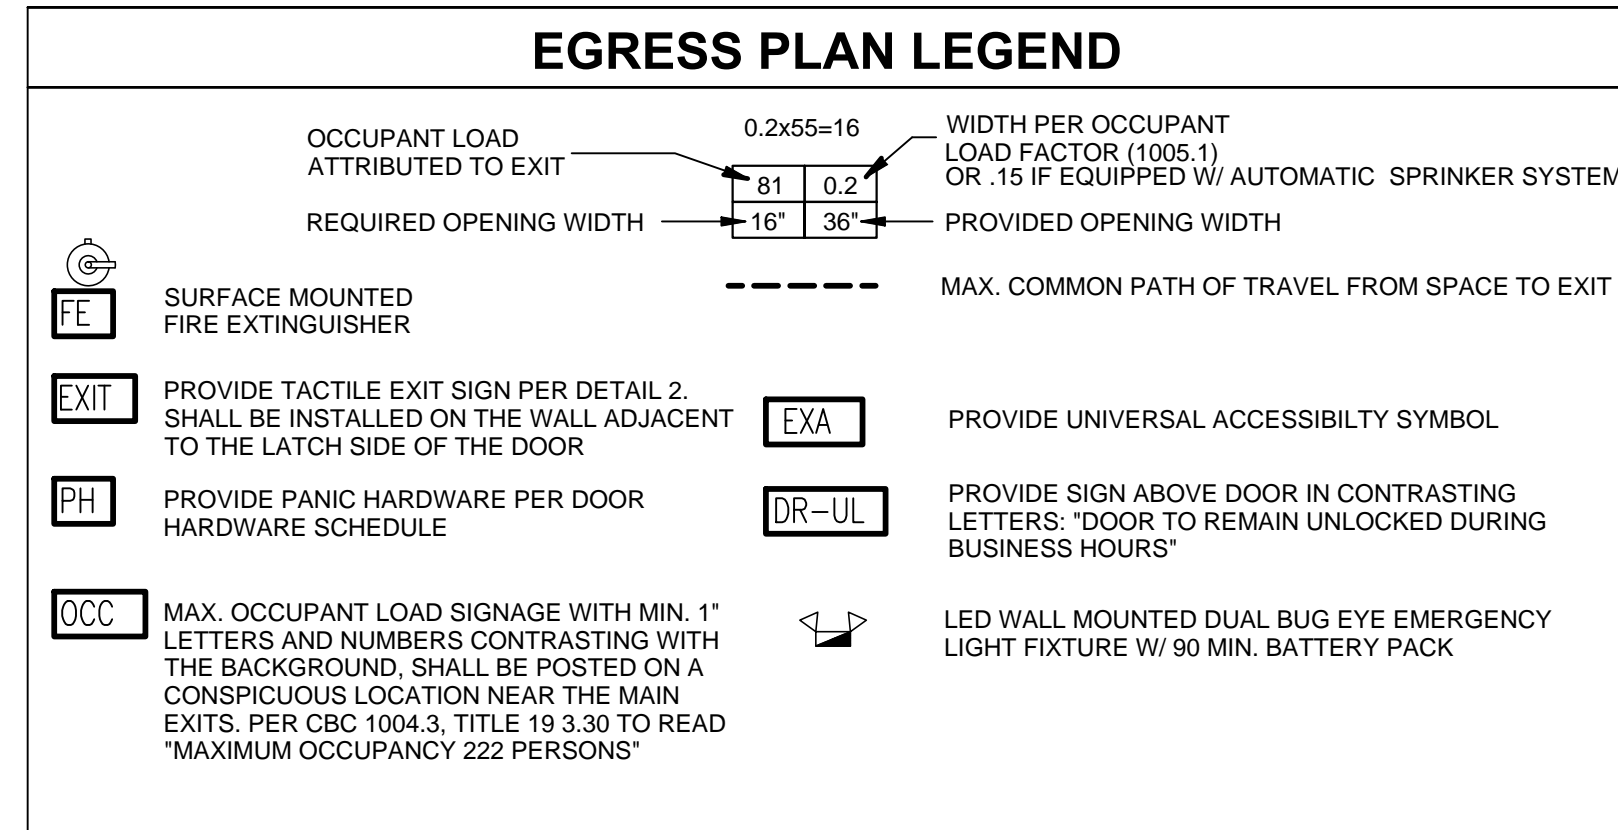 EGRESS PLAN LEGEND
OCCUPANT LOAD
ATTRIBUTED TO EXIT
0.2x55=16
WIDTH PER OCCUPANT
LOAD FACTOR (1005.1)
OR .15 IF EQUIPPED W/ AUTOMATIC SPRINKER SYSTEM
81 0.2
REQUIRED OPENING WIDTH
16" 36"
PROVIDED OPENING WIDTH
FE
SURFACE MOUNTED
FIRE EXTINGUISHER
MAX. COMMON PATH OF TRAVEL FROM SPACE TO EXIT
EXIT
PROVIDE TACTILE EXIT SIGN PER DETAIL 2.
SHALL BE INSTALLED ON THE WALL ADJACENT
TO THE LATCH SIDE OF THE DOOR
EXA
PROVIDE UNIVERSAL ACCESSIBILTY SYMBOL
PH
PROVIDE PANIC HARDWARE PER DOOR
HARDWARE SCHEDULE
DR-UL
PROVIDE SIGN ABOVE DOOR IN CONTRASTING
LETTERS: "DOOR TO REMAIN UNLOCKED DURING
BUSINESS HOURS"
OCC
MAX. OCCUPANT LOAD SIGNAGE WITH MIN. 1"
LETTERS AND NUMBERS CONTRASTING WITH
THE BACKGROUND, SHALL BE POSTED ON A
CONSPICUOUS LOCATION NEAR THE MAIN
EXITS. PER CBC 1004.3, TITLE 19 3.30 TO READ
"MAXIMUM OCCUPANCY 222 PERSONS"
LED WALL MOUNTED DUAL BUG EYE EMERGENCY
LIGHT FIXTURE W/ 90 MIN. BATTERY PACK